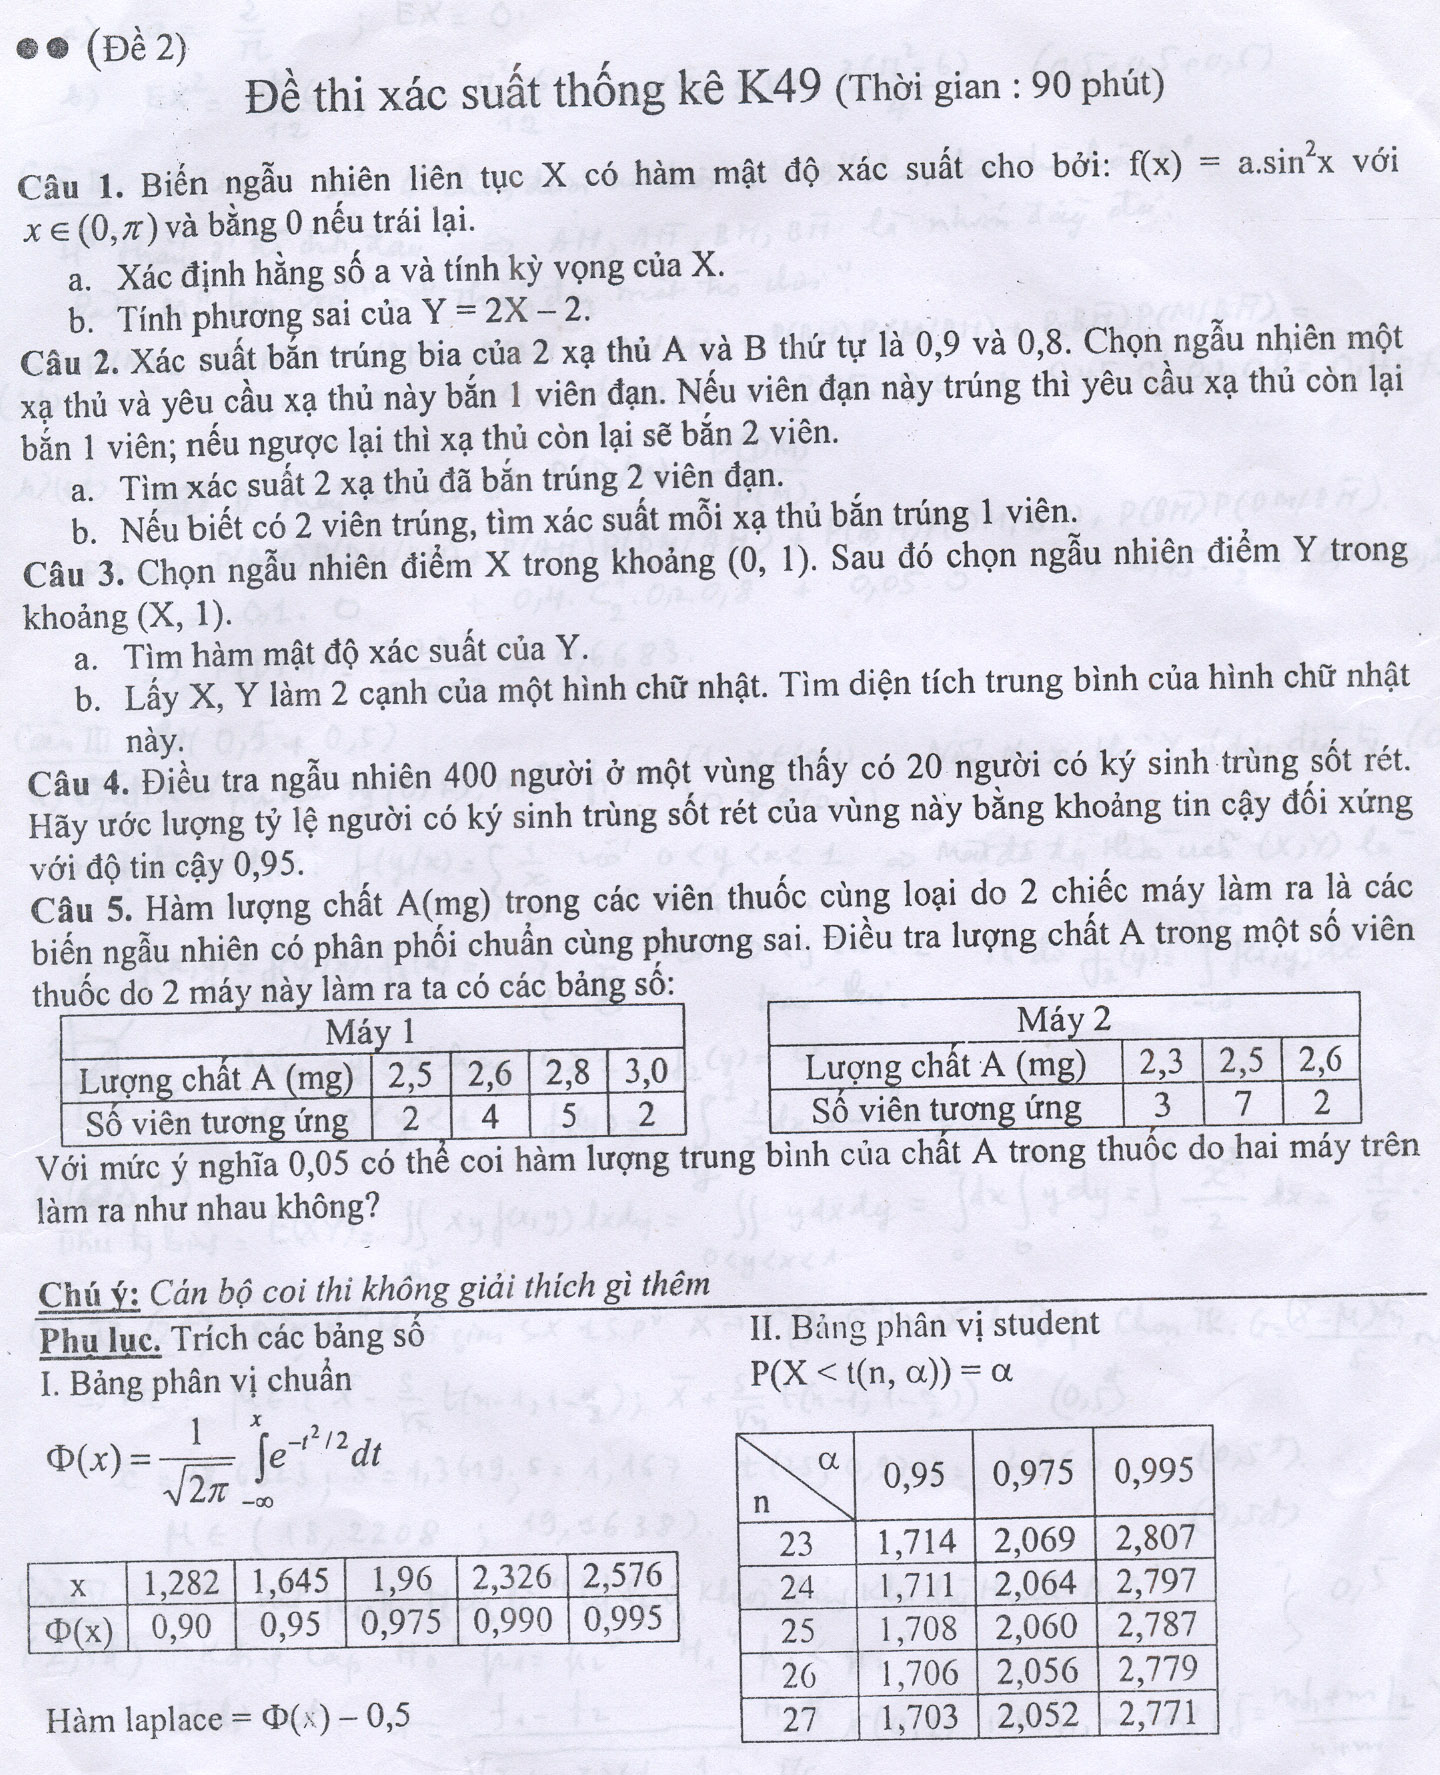 (Đề 2)
Đề thi xác suất thống kê K49 (Thời gian : 90 phút)
Câu 1. Biến ngẫu nhiên liên tục X có hàm mật độ xác suất cho bởi: f(x) = a.sin²x với
x ∈ (0, π) và bằng 0 nếu trái lại.
a. Xác định hằng số a và tính kỳ vọng của X.
b. Tính phương sai của Y = 2X – 2.
Câu 2. Xác suất bắn trúng bia của 2 xạ thủ A và B thứ tự là 0,9 và 0,8. Chọn ngẫu nhiên một
xạ thủ và yêu cầu xạ thủ này bắn 1 viên đạn. Nếu viên đạn này trúng thì yêu cầu xạ thủ còn lại
bắn 1 viên; nếu ngược lại thì xạ thủ còn lại sẽ bắn 2 viên.
a. Tìm xác suất 2 xạ thủ đã bắn trúng 2 viên đạn.
b. Nếu biết có 2 viên trúng, tìm xác suất mỗi xạ thủ bắn trúng 1 viên.
Câu 3. Chọn ngẫu nhiên điểm X trong khoảng (0, 1). Sau đó chọn ngẫu nhiên điểm Y trong
khoảng (X, 1).
a. Tìm hàm mật độ xác suất của Y.
b. Lấy X, Y làm 2 cạnh của một hình chữ nhật. Tìm diện tích trung bình của hình chữ nhật
này.
Câu 4. Điều tra ngẫu nhiên 400 người ở một vùng thấy có 20 người có ký sinh trùng sốt rét.
Hãy ước lượng tỷ lệ người có ký sinh trùng sốt rét của vùng này bằng khoảng tin cậy đối xứng
với độ tin cậy 0,95.
Câu 5. Hàm lượng chất A(mg) trong các viên thuốc cùng loại do 2 chiếc máy làm ra là các
biến ngẫu nhiên có phân phối chuẩn cùng phương sai. Điều tra lượng chất A trong một số viên
thuốc do 2 máy này làm ra ta có các bảng số:
Máy 1
Lượng chất A (mg) 2,5 2,6 2,8 3,0
Số viên tương ứng 2 4 5 2
Máy 2
Lượng chất A (mg) 2,3 2,5 2,6
Số viên tương ứng 3 7 2
Với mức ý nghĩa 0,05 có thể coi hàm lượng trung bình của chất A trong thuốc do hai máy trên
làm ra như nhau không?
Chú ý: Cán bộ coi thi không giải thích gì thêm
Phụ lục. Trích các bảng số
I. Bảng phân vị chuẩn
Φ(x) = 1/√2π ∫_{-∞}^{x} e^{-t²/2} dt
x 1,282 1,645 1,96 2,326 2,576
Φ(x) 0,90 0,95 0,975 0,990 0,995
Hàm laplace = Φ(x) – 0,5
II. Bảng phân vị student
P(X < t(n, α)) = α
n α 0,95 0,975 0,995
23 1,714 2,069 2,807
24 1,711 2,064 2,797
25 1,708 2,060 2,787
26 1,706 2,056 2,779
27 1,703 2,052 2,771